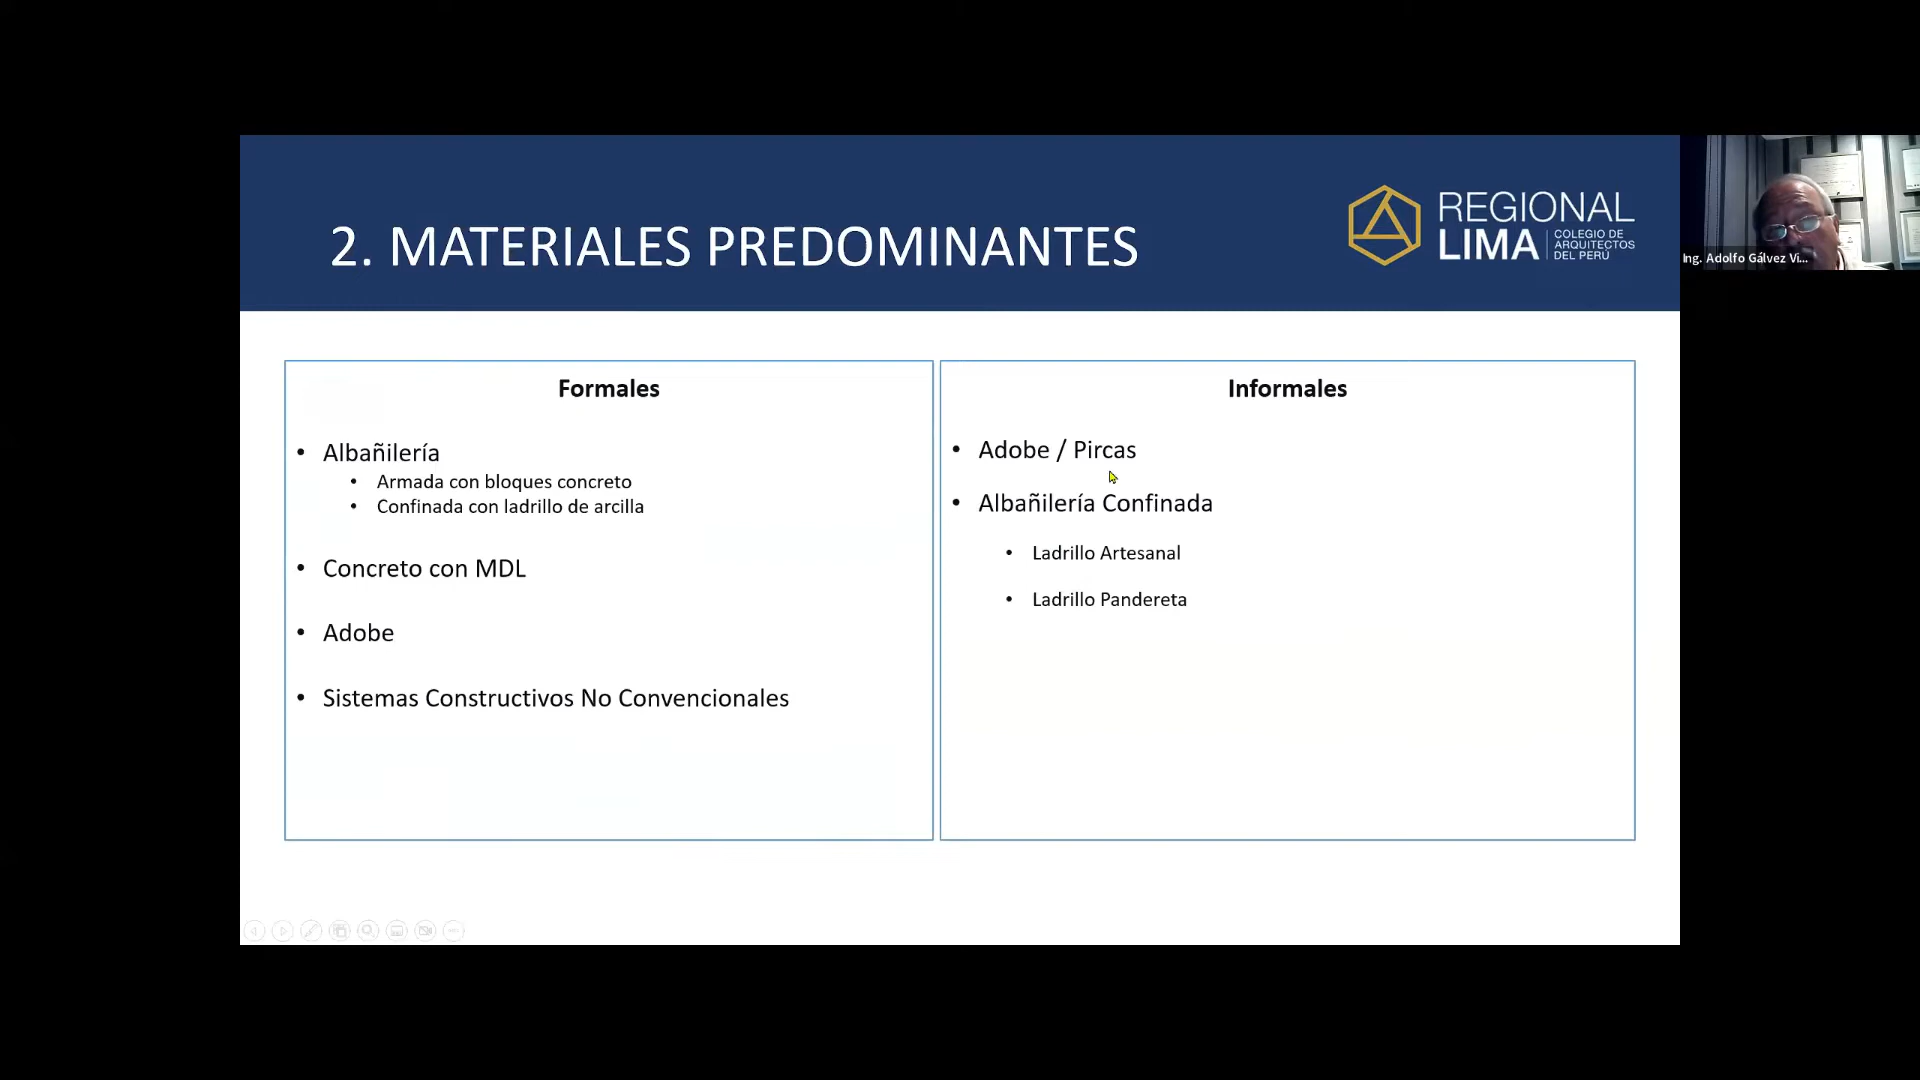 2. MATERIALES PREDOMINANTES
REGIONAL
LIMA
COLEGIO DE
ARQUITECTOS
DEL PERÚ
Ing. Adolfo Gálvez Vi...
Formales
• Albañilería
• Armada con bloques concreto
• Confinada con ladrillo de arcilla
• Concreto con MDL
• Adobe
• Sistemas Constructivos No Convencionales
Informales
• Adobe / Pircas
• Albañilería Confinada
• Ladrillo Artesanal
• Ladrillo Pandereta